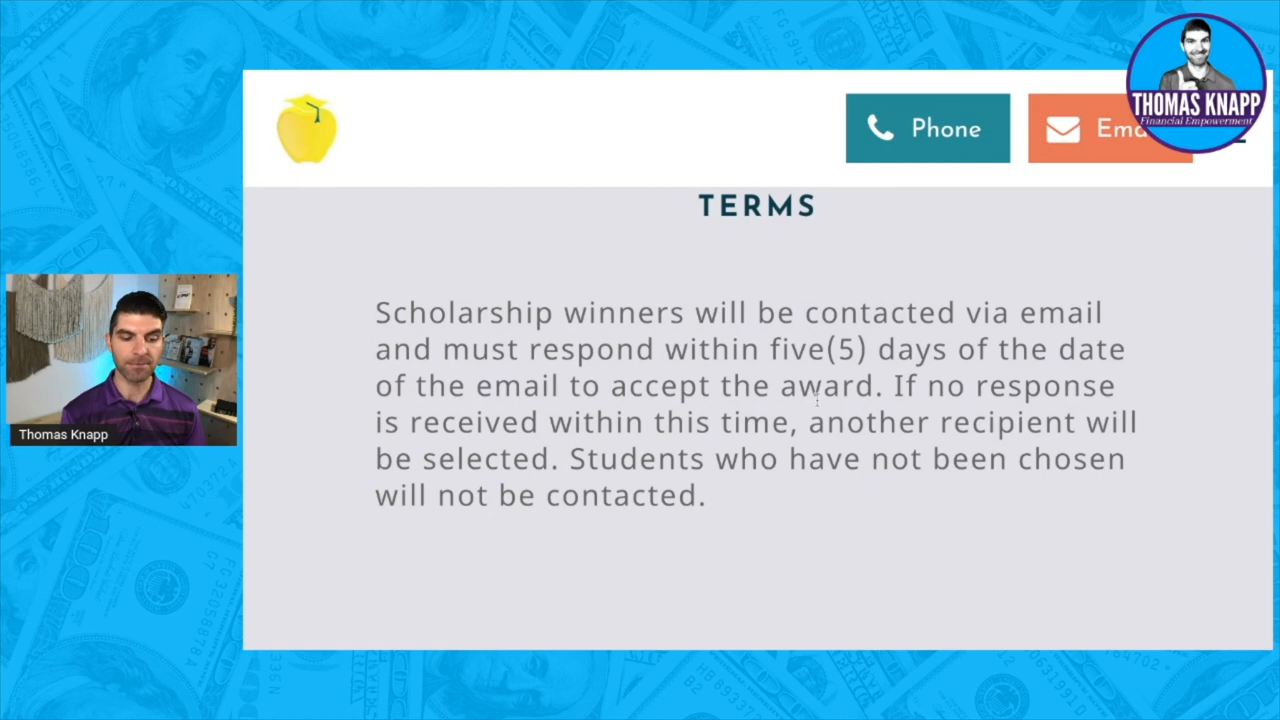 THOMAS KNAPP
Financial Empowerment
Phone
TERMS
Scholarship winners will be contacted via email
and must respond within five(5) days of the date
of the email to accept the award. If no response
is received within this time, another recipient will
be selected. Students who have not been chosen
will not be contacted.
Thomas Knapp